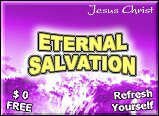 Jesus Christ
ETERNAL
SALVATION
$0
FREE
Refresh
Yourself